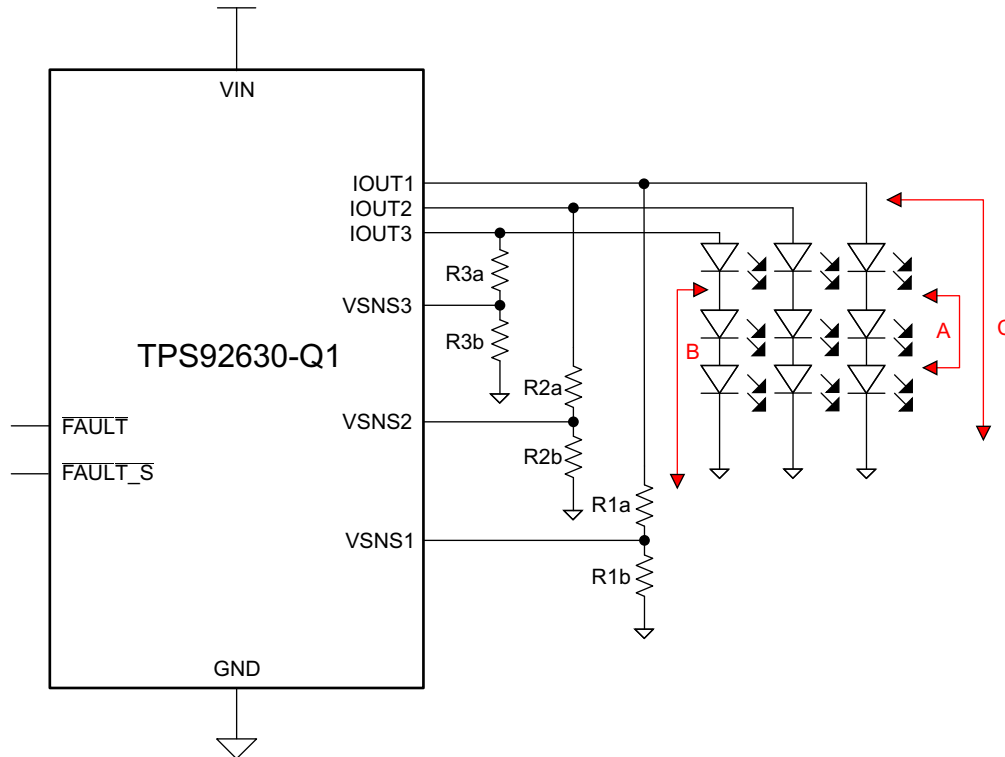 VIN
IOUT1
IOUT2
IOUT3
R3a
VSNS3
R3b
TPS92630-Q1
A
B
R2a
VSNS2
R2b
FAULT
FAULT_S
R1a
VSNS1
R1b
GND